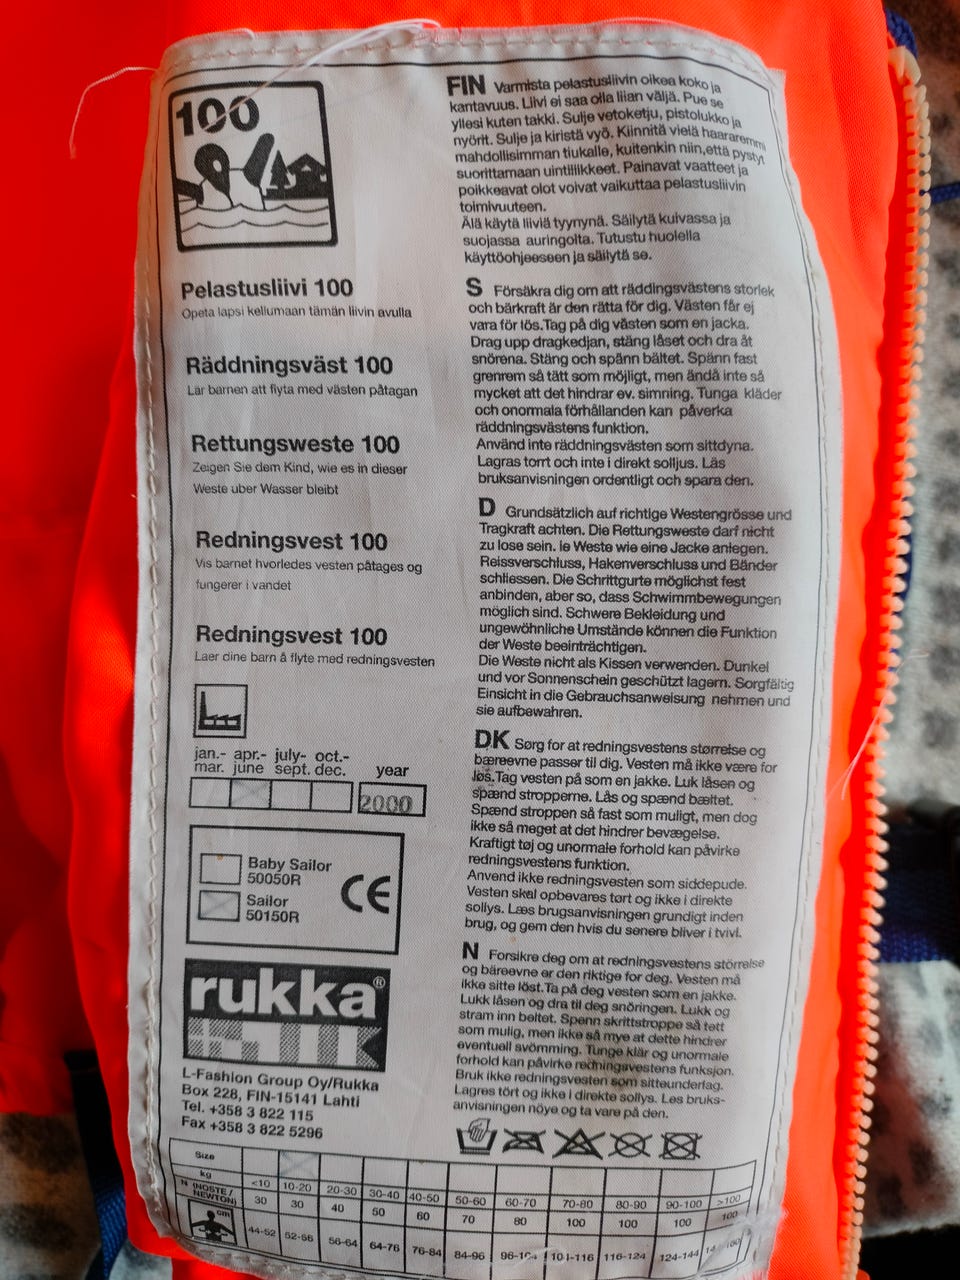 100
Pelastusliivi 100
Opeta lapsi kellumaan tämän liivin avulla
Räddningsväst 100
Lär barnen att flyta med västen påtagan
Rettungsweste 100
Zeigen Sie dem Kind, wie es in dieser
Weste uber Wasser bleibt
Redningsvest 100
Vis barnet hvorledes vesten påtages og
fungerer i vandet
Redningsvest 100
Laer dine barn å flyte med redningsvesten
jan.- apr.- july- oct.-
mar. june sept. dec. year
2000
Baby Sailor
50050R
Sailor
50150R
CE
rukka®
L-Fashion Group Oy/Rukka
Box 228, FIN-15141 Lahti
Tel. +358 3 822 115
Fax +358 3 822 5296
FIN Varmista pelastusliivin oikea koko ja
kantavuus. Liivi ei saa olla liian väljä. Pue se
yllesi kuten takki. Sulje vetoketju, pistolukko ja
nyörit. Sulje ja kiristä vyö. Kiinnitä vielä haararemmi
mahdollisimman tiukalle, kuitenkin niin,että pystyt
suorittamaan uintiliikkeet. Painavat vaatteet ja
poikkeavat olot voivat vaikuttaa pelastusliivin
toimivuuteen.
Älä käytä liiviä tyynynä. Säilytä kuivassa ja
suojassa auringolta. Tutustu huolella
käyttöohjeeseen ja säilytä se.
S Försäkra dig om att räddingsvästens storlek
och bärkraft är den rätta för dig. Västen får ej
vara för lös.Tag på dig västen som en jacka.
Drag upp dragkedjan, stäng låset och dra åt
snörena. Stäng och spänn bältet. Spänn fast
grenrem så tätt som möjligt, men ändå inte så
mycket att det hindrar ev. simning. Tunga kläder
och onormala förhållanden kan påverka
räddningsvästens funktion.
Använd inte räddningsvästen som sittdyna.
Lagras torrt och inte i direkt solljus. Läs
bruksanvisningen ordentligt och spara den.
D Grundsätzlich auf richtige Westengrösse und
Tragkraft achten. Die Rettungsweste darf nicht
zu lose sein. ie Weste wie eine Jacke anlegen.
Reissverschluss, Hakenverschluss und Bänder
schliessen. Die Schrittgurte möglichst fest
anbinden, aber so, dass Schwimmbewegungen
möglich sind. Schwere Bekleidung und
ungewöhnliche Umstände können die Funktion
der Weste beeinträchtigen.
Die Weste nicht als Kissen verwenden. Dunkel
und vor Sonnenschein geschützt lagern. Sorgfältig
Einsicht in die Gebrauchsanweisung nehmen und
sie aufbewahren.
DK Sørg for at redningsvestens størrelse og
bæreevne passer til dig. Vesten må ikke være for
løs.Tag vesten på som en jakke. Luk låsen og
spænd stropperne. Lås og spænd bæltet.
Spænd stroppen så fast som muligt, men dog
ikke så meget at det hindrer bevægelse.
Kraftigt tøj og unormale forhold kan påvirke
redningsvestens funktion.
Anvend ikke redningsvesten som siddepude.
Vesten skal opbevares tørt og ikke i direkte
sollys. Læs brugsanvisningen grundigt inden
brug, og gem den hvis du senere bliver i tvivl.
N Forsikre deg om at redningsvestens störrelse
og bäreevne er den riktige for deg. Vesten må
ikke sitte löst.Ta på deg vesten som en jakke.
Lukk låsen og dra til deg snöringen. Lukk og
stram inn beltet. Spenn skrittstroppe så tett
som mulig, men ikke så mye at dette hindrer
eventuell svömming. Tunge klär og unormale
forhold kan påvirke redningsvestens funksjon.
Bruk ikke redningsvesten som sitteunderlag.
Lagres tört og ikke i direkte sollys. Les bruks-
anvisningen nöye og ta vare på den.
Size
kg <10 10-20 20-30 30-40 40-50 50-60 60-70 70-80 80-90 90-100 >100
N (NOSTE / NEWTON) 30 30 40 50 60 70 80 100 100 100 100
cm 44-52 52-56 56-64 64-76 76-84 84-96 96-104 104-116 116-124 124-144